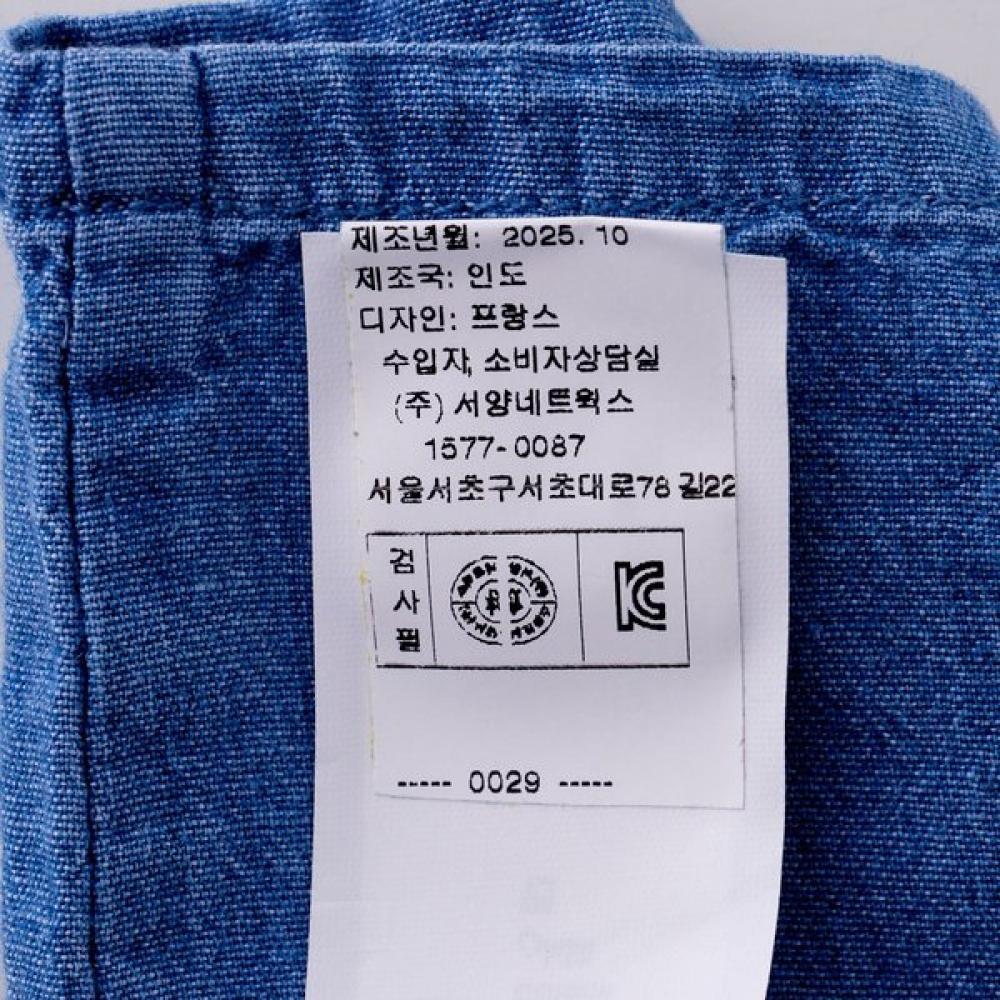 제조년월: 2025. 10
제조국: 인도
디자인: 프랑스
수입자, 소비자상담실
(주) 서양네트웍스
1577-0087
서울서초구서초대로78길22
검
사
필
----- 0029 -----